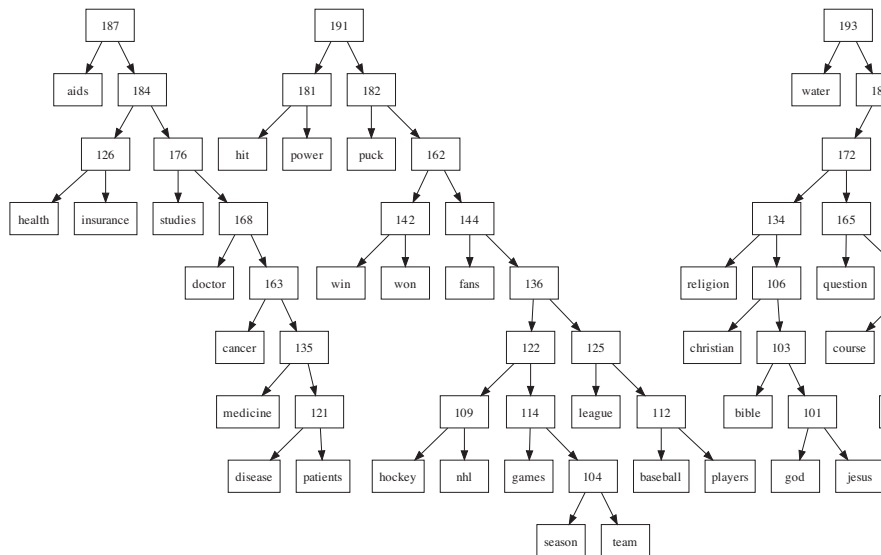 187 191 193
aids 184 181 182 water
126 176 hit power puck 162 172
health insurance studies 168 142 144 134 165
doctor 163 win won fans 136 religion 106 question
cancer 135 122 125 christian 103 course
medicine 121 109 114 league 112 bible 101
disease patients hockey nhl games 104 baseball players god jesus
season team